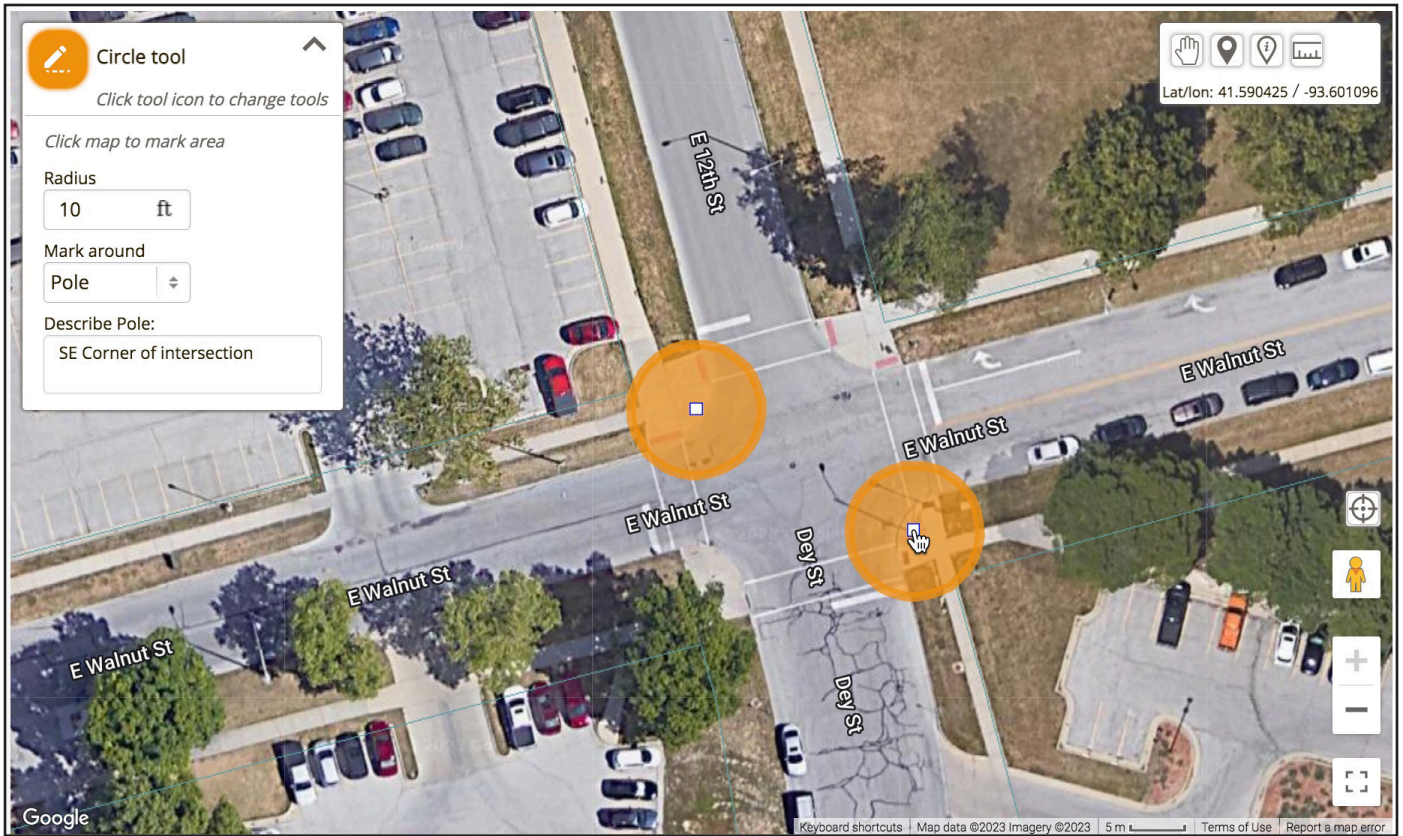 Circle tool
Click tool icon to change tools
Click map to mark area
Radius
10 ft
Mark around
Pole
Describe Pole:
SE Corner of intersection
Lat/lon: 41.590425 / -93.601096
E 12th St
E Walnut St
E Walnut St
E Walnut St
E Walnut St
E Walnut St
Dey St
Dey St
Google
Keyboard shortcuts
Map data ©2023 Imagery ©2023
5 m
Terms of Use
Report a map error